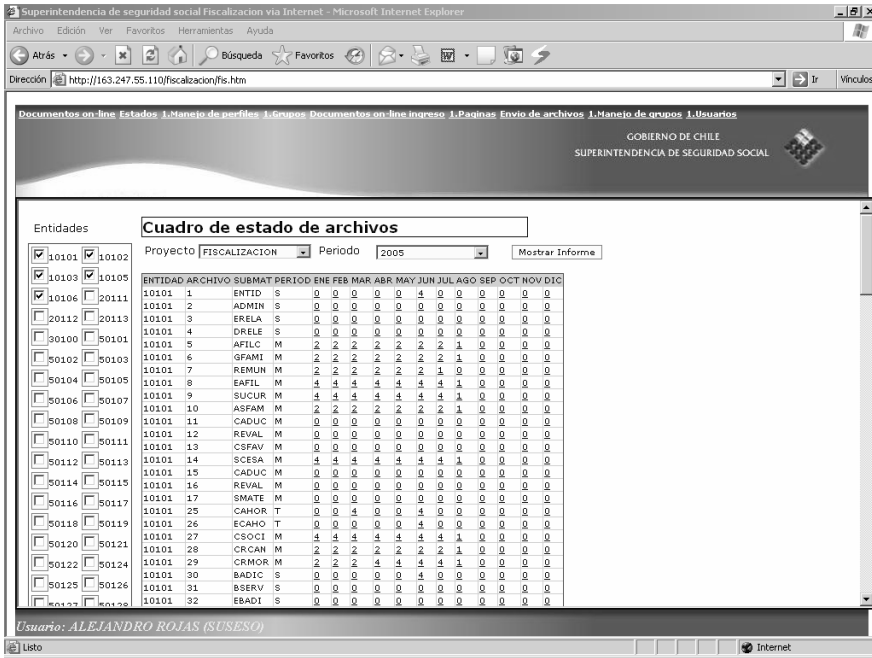 Superintendencia de seguridad social Fiscalizacion via Internet - Microsoft Internet Explorer
Archivo Edición Ver Favoritos Herramientas Ayuda
Atrás Búsqueda Favoritos
Dirección http://163.247.55.110/fiscalizacion/fis.htm Ir Vínculos
Documentos on-line Estados 1.Manejo de perfiles 1.Grupos Documentos on-line ingreso 1.Paginas Envio de archivos 1.Manejo de grupos 1.Usuarios
GOBIERNO DE CHILE
SUPERINTENDENCIA DE SEGURIDAD SOCIAL
Entidades
10101 10102
10103 10105
10106 20111
20112 20113
30100 50101
50102 50103
50104 50105
50106 50107
50108 50109
50110 50111
50112 50113
50114 50115
50116 50117
50118 50119
50120 50121
50122 50124
50125 50126
50127 50128
Cuadro de estado de archivos
Proyecto FISCALIZACION Periodo 2005 Mostrar Informe
ENTIDAD ARCHIVO SUBMAT PERIOD ENE FEB MAR ABR MAY JUN JUL AGO SEP OCT NOV DIC
10101 1 ENTID S 0 0 0 0 0 4 0 0 0 0 0 0
10101 2 ADMIN S 0 0 0 0 0 0 0 0 0 0 0 0
10101 3 ERELA S 0 0 0 0 0 0 0 0 0 0 0 0
10101 4 DRELE S 0 0 0 0 0 0 0 0 0 0 0 0
10101 5 AFILC M 2 2 2 2 2 2 2 1 0 0 0 0
10101 6 GFAMI M 2 2 2 2 2 2 2 1 0 0 0 0
10101 7 REMUN M 2 2 2 2 2 2 1 0 0 0 0 0
10101 8 EAFIL M 4 4 4 4 4 4 4 1 0 0 0 0
10101 9 SUCUR M 4 4 4 4 4 4 4 1 0 0 0 0
10101 10 ASFAM M 2 2 2 2 2 2 2 1 0 0 0 0
10101 11 CADUC M 0 0 0 0 0 0 0 0 0 0 0 0
10101 12 REVAL M 0 0 0 0 0 0 0 0 0 0 0 0
10101 13 CSFAV M 0 0 0 0 0 0 0 0 0 0 0 0
10101 14 SCESA M 4 4 4 4 4 4 4 1 0 0 0 0
10101 15 CADUC M 0 0 0 0 0 0 0 0 0 0 0 0
10101 16 REVAL M 0 0 0 0 0 0 0 0 0 0 0 0
10101 17 SMATE M 0 0 0 0 0 0 0 0 0 0 0 0
10101 25 CAHOR T 0 0 4 0 0 4 0 0 0 0 0 0
10101 26 ECAHO T 0 0 0 0 0 4 0 0 0 0 0 0
10101 27 CSOCI M 4 4 4 4 4 4 4 1 0 0 0 0
10101 28 CRCAN M 2 2 2 2 2 2 2 1 0 0 0 0
10101 29 CRMOR M 2 2 2 4 4 4 4 1 0 0 0 0
10101 30 BADIC S 0 0 0 0 0 4 0 0 0 0 0 0
10101 31 BSERV S 0 0 0 0 0 0 0 0 0 0 0 0
10101 32 EBADI S 0 0 0 0 0 0 0 0 0 0 0 0
Usuario: ALEJANDRO ROJAS (SUSESO)
Listo Internet